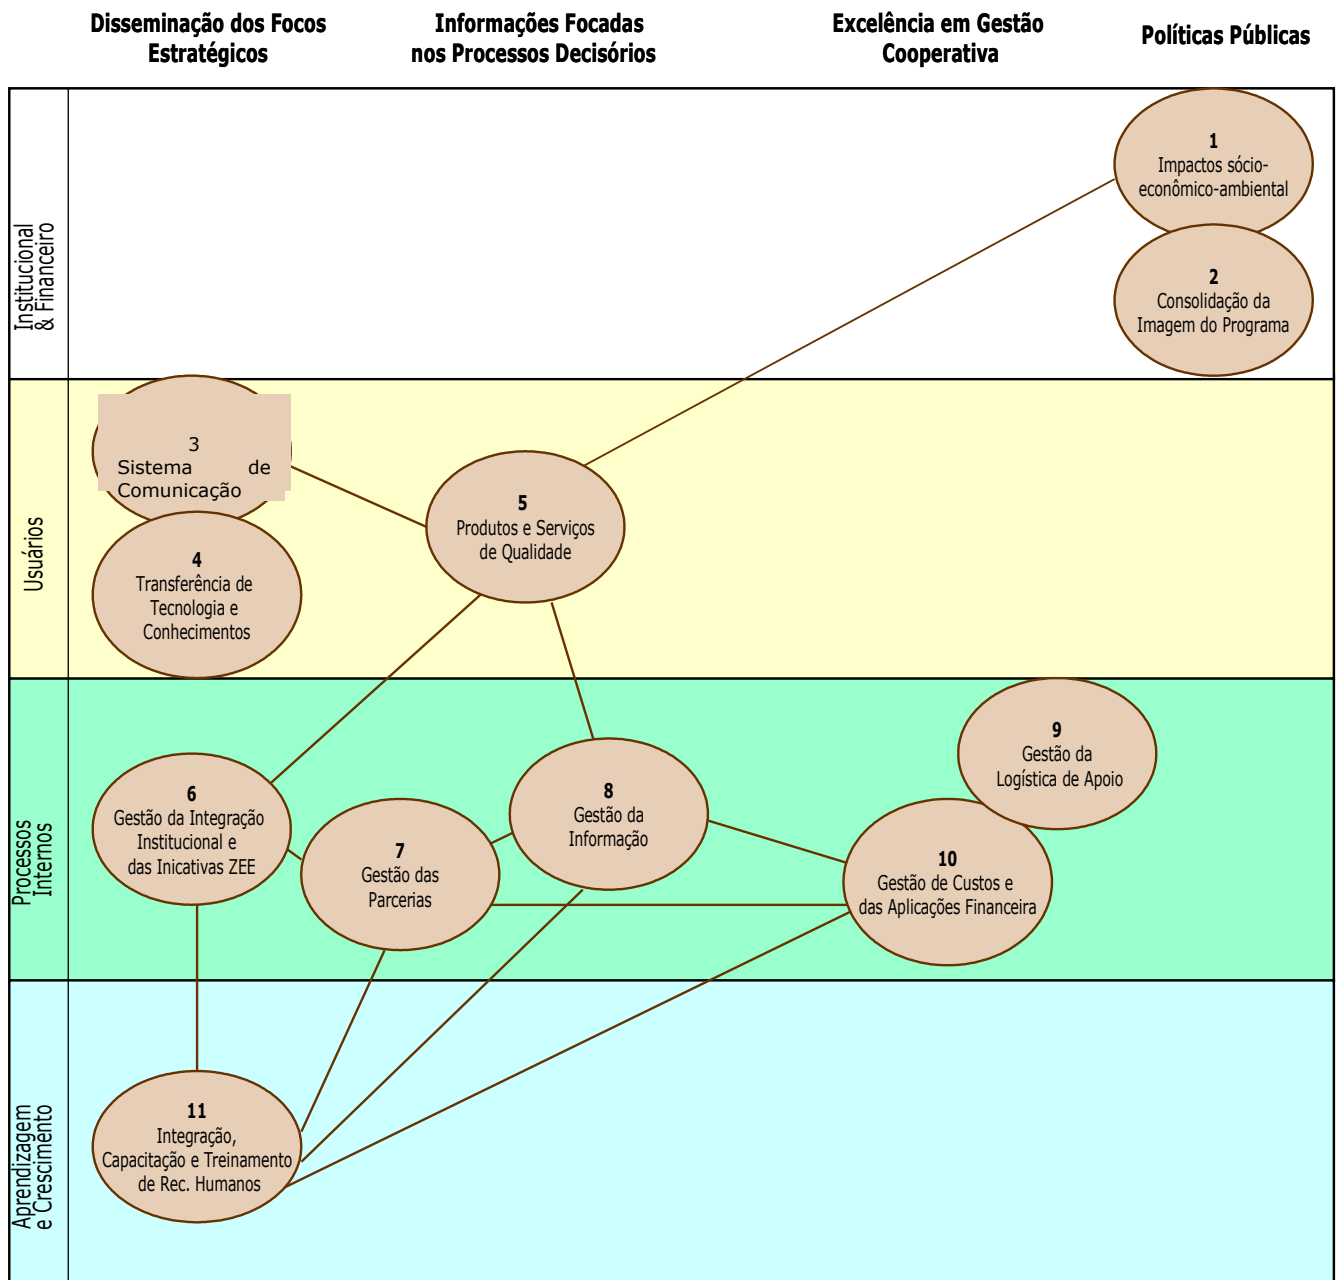 Disseminação dos Focos
Estratégicos
Informações Focadas
nos Processos Decisórios
Excelência em Gestão
Cooperativa
Políticas Públicas
Institucional
& Financeiro
1
Impactos sócio-
econômico-ambiental
2
Consolidação da
Imagem do Programa
Usuários
3
Sistema de
Comunicação
4
Transferência de
Tecnologia e
Conhecimentos
5
Produtos e Serviços
de Qualidade
Processos
Internos
6
Gestão da Integração
Institucional e
das Inicativas ZEE
7
Gestão das
Parcerias
8
Gestão da
Informação
9
Gestão da
Logística de Apoio
10
Gestão de Custos e
das Aplicações Financeira
Aprendizagem
e Crescimento
11
Integração,
Capacitação e Treinamento
de Rec. Humanos